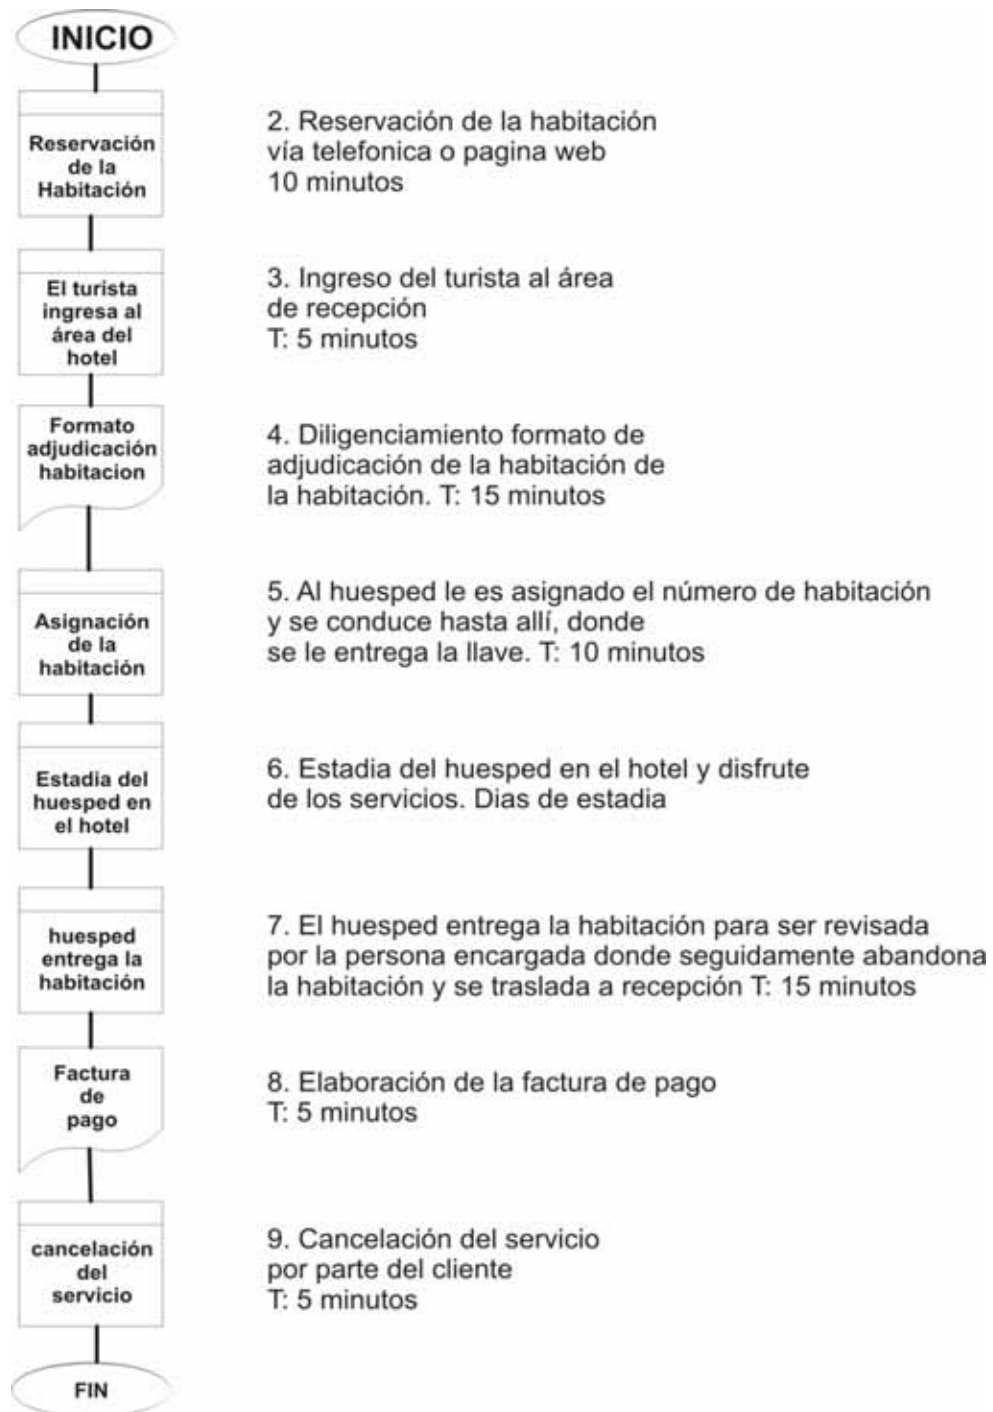 INICIO
Reservación
de la
Habitación
2. Reservación de la habitación
vía telefonica o pagina web
10 minutos
El turista
ingresa al
área del
hotel
3. Ingreso del turista al área
de recepción
T: 5 minutos
Formato
adjudicación
habitacion
4. Diligenciamiento formato de
adjudicación de la habitación de
la habitación. T: 15 minutos
Asignación
de la
habitación
5. Al huesped le es asignado el número de habitación
y se conduce hasta allí, donde
se le entrega la llave. T: 10 minutos
Estadia del
huesped en
el hotel
6. Estadia del huesped en el hotel y disfrute
de los servicios. Dias de estadia
huesped
entrega la
habitación
7. El huesped entrega la habitación para ser revisada
por la persona encargada donde seguidamente abandona
la habitación y se traslada a recepción T: 15 minutos
Factura
de
pago
8. Elaboración de la factura de pago
T: 5 minutos
cancelación
del
servicio
9. Cancelación del servicio
por parte del cliente
T: 5 minutos
FIN